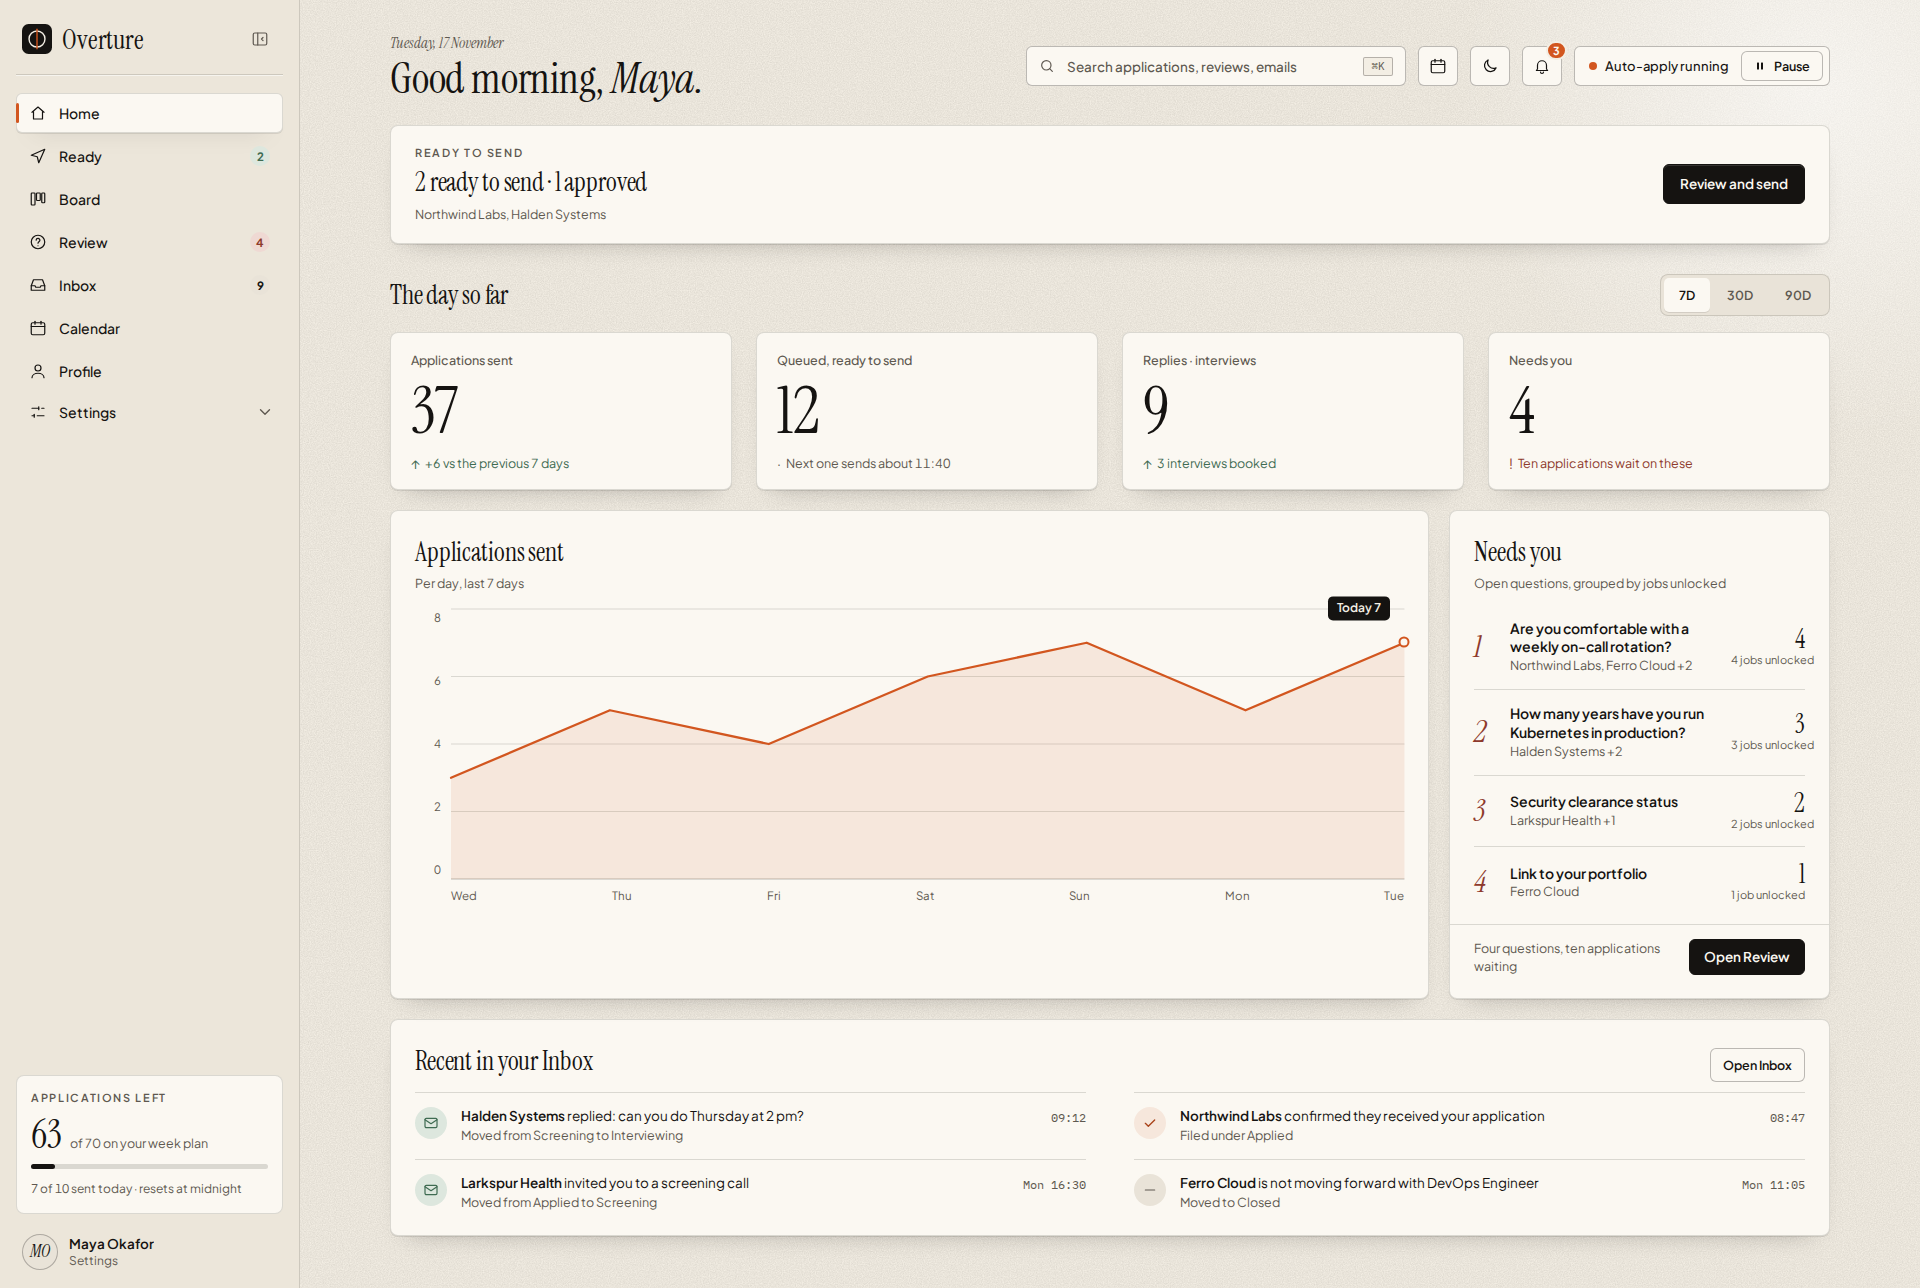 Overture
Home
Ready 2
Board
Review 4
Inbox 9
Calendar
Profile
Settings
APPLICATIONS LEFT
63 of 70 on your week plan
7 of 10 sent today · resets at midnight
MO
Maya Okafor
Settings
Tuesday, 17 November
Good morning, Maya.
Search applications, reviews, emails ⌘K
3
Auto-apply running
Pause
READY TO SEND
2 ready to send · 1 approved
Northwind Labs, Halden Systems
Review and send
The day so far
7D 30D 90D
Applications sent
37
↑ +6 vs the previous 7 days
Queued, ready to send
12
· Next one sends about 11:40
Replies · interviews
9
↑ 3 interviews booked
Needs you
4
! Ten applications wait on these
Applications sent
Per day, last 7 days
Today 7
8
6
4
2
0
Wed Thu Fri Sat Sun Mon Tue
Needs you
Open questions, grouped by jobs unlocked
1
Are you comfortable with a
weekly on-call rotation?
Northwind Labs, Ferro Cloud +2
4
4 jobs unlocked
2
How many years have you run
Kubernetes in production?
Halden Systems +2
3
3 jobs unlocked
3
Security clearance status
Larkspur Health +1
2
2 jobs unlocked
4
Link to your portfolio
Ferro Cloud
1
1 job unlocked
Four questions, ten applications
waiting
Open Review
Recent in your Inbox
Open Inbox
Halden Systems replied: can you do Thursday at 2 pm? 09:12
Moved from Screening to Interviewing
Northwind Labs confirmed they received your application 08:47
Filed under Applied
Larkspur Health invited you to a screening call Mon 16:30
Moved from Applied to Screening
Ferro Cloud is not moving forward with DevOps Engineer Mon 11:05
Moved to Closed